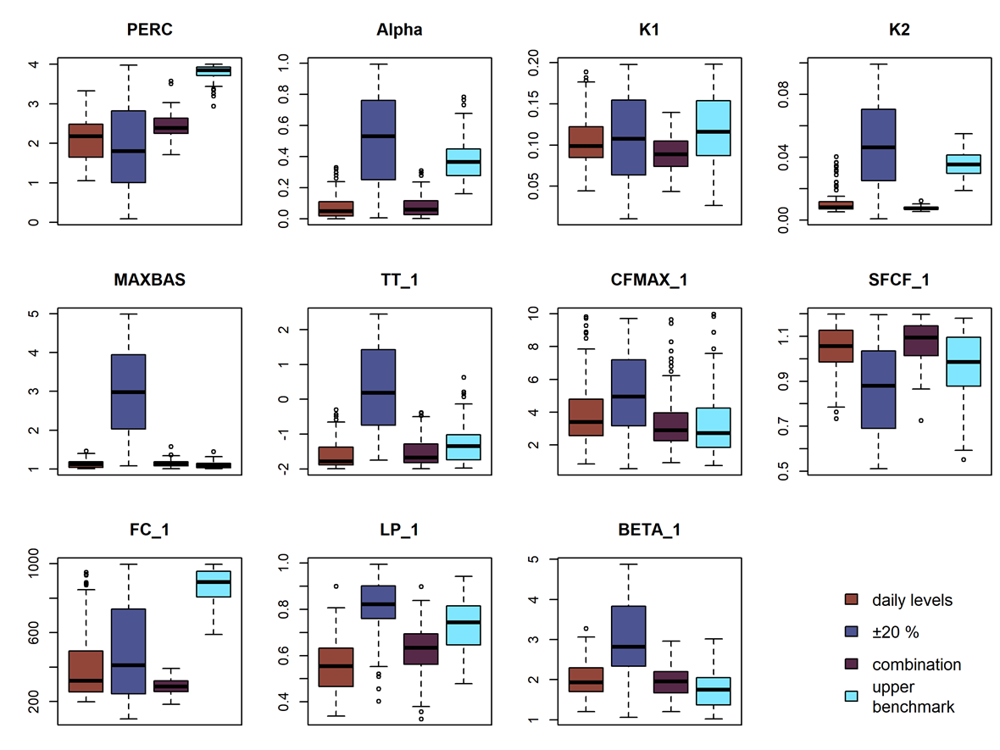 PERC
Alpha
K1
K2
0 1 2 3 4
0.0 0.2 0.4 0.6 0.8 1.0
0.05 0.10 0.15 0.20
0.00 0.04 0.08
MAXBAS
TT_1
CFMAX_1
SFCF_1
1 2 3 4 5
-2 -1 0 1 2
2 4 6 8 10
0.5 0.7 0.9 1.1
FC_1
LP_1
BETA_1
200 600 1000
0.4 0.6 0.8 1.0
1 2 3 4 5
daily levels
±20 %
combination
upper
benchmark